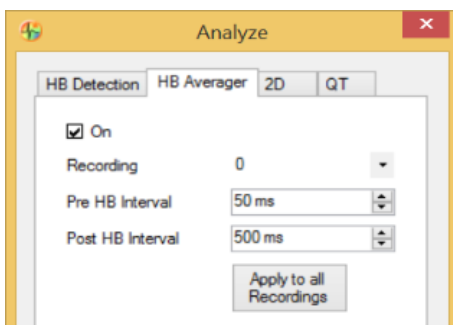 Analyze
HB Detection HB Averager 2D QT
On
Recording 0
Pre HB Interval 50 ms
Post HB Interval 500 ms
Apply to all
Recordings